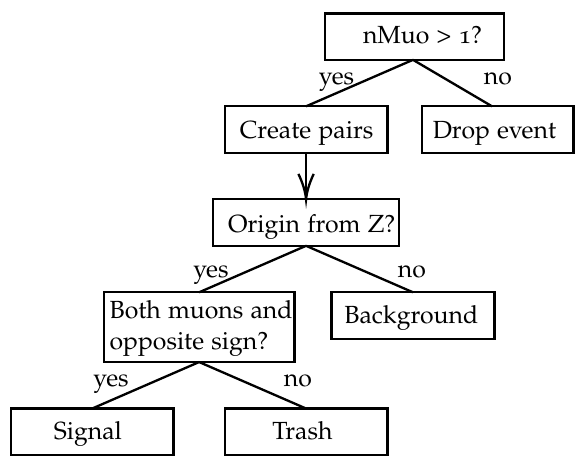 nMuo > 1?
yes
no
Create pairs
Drop event
Origin from Z?
yes
no
Both muons and
opposite sign?
Background
yes
no
Signal
Trash